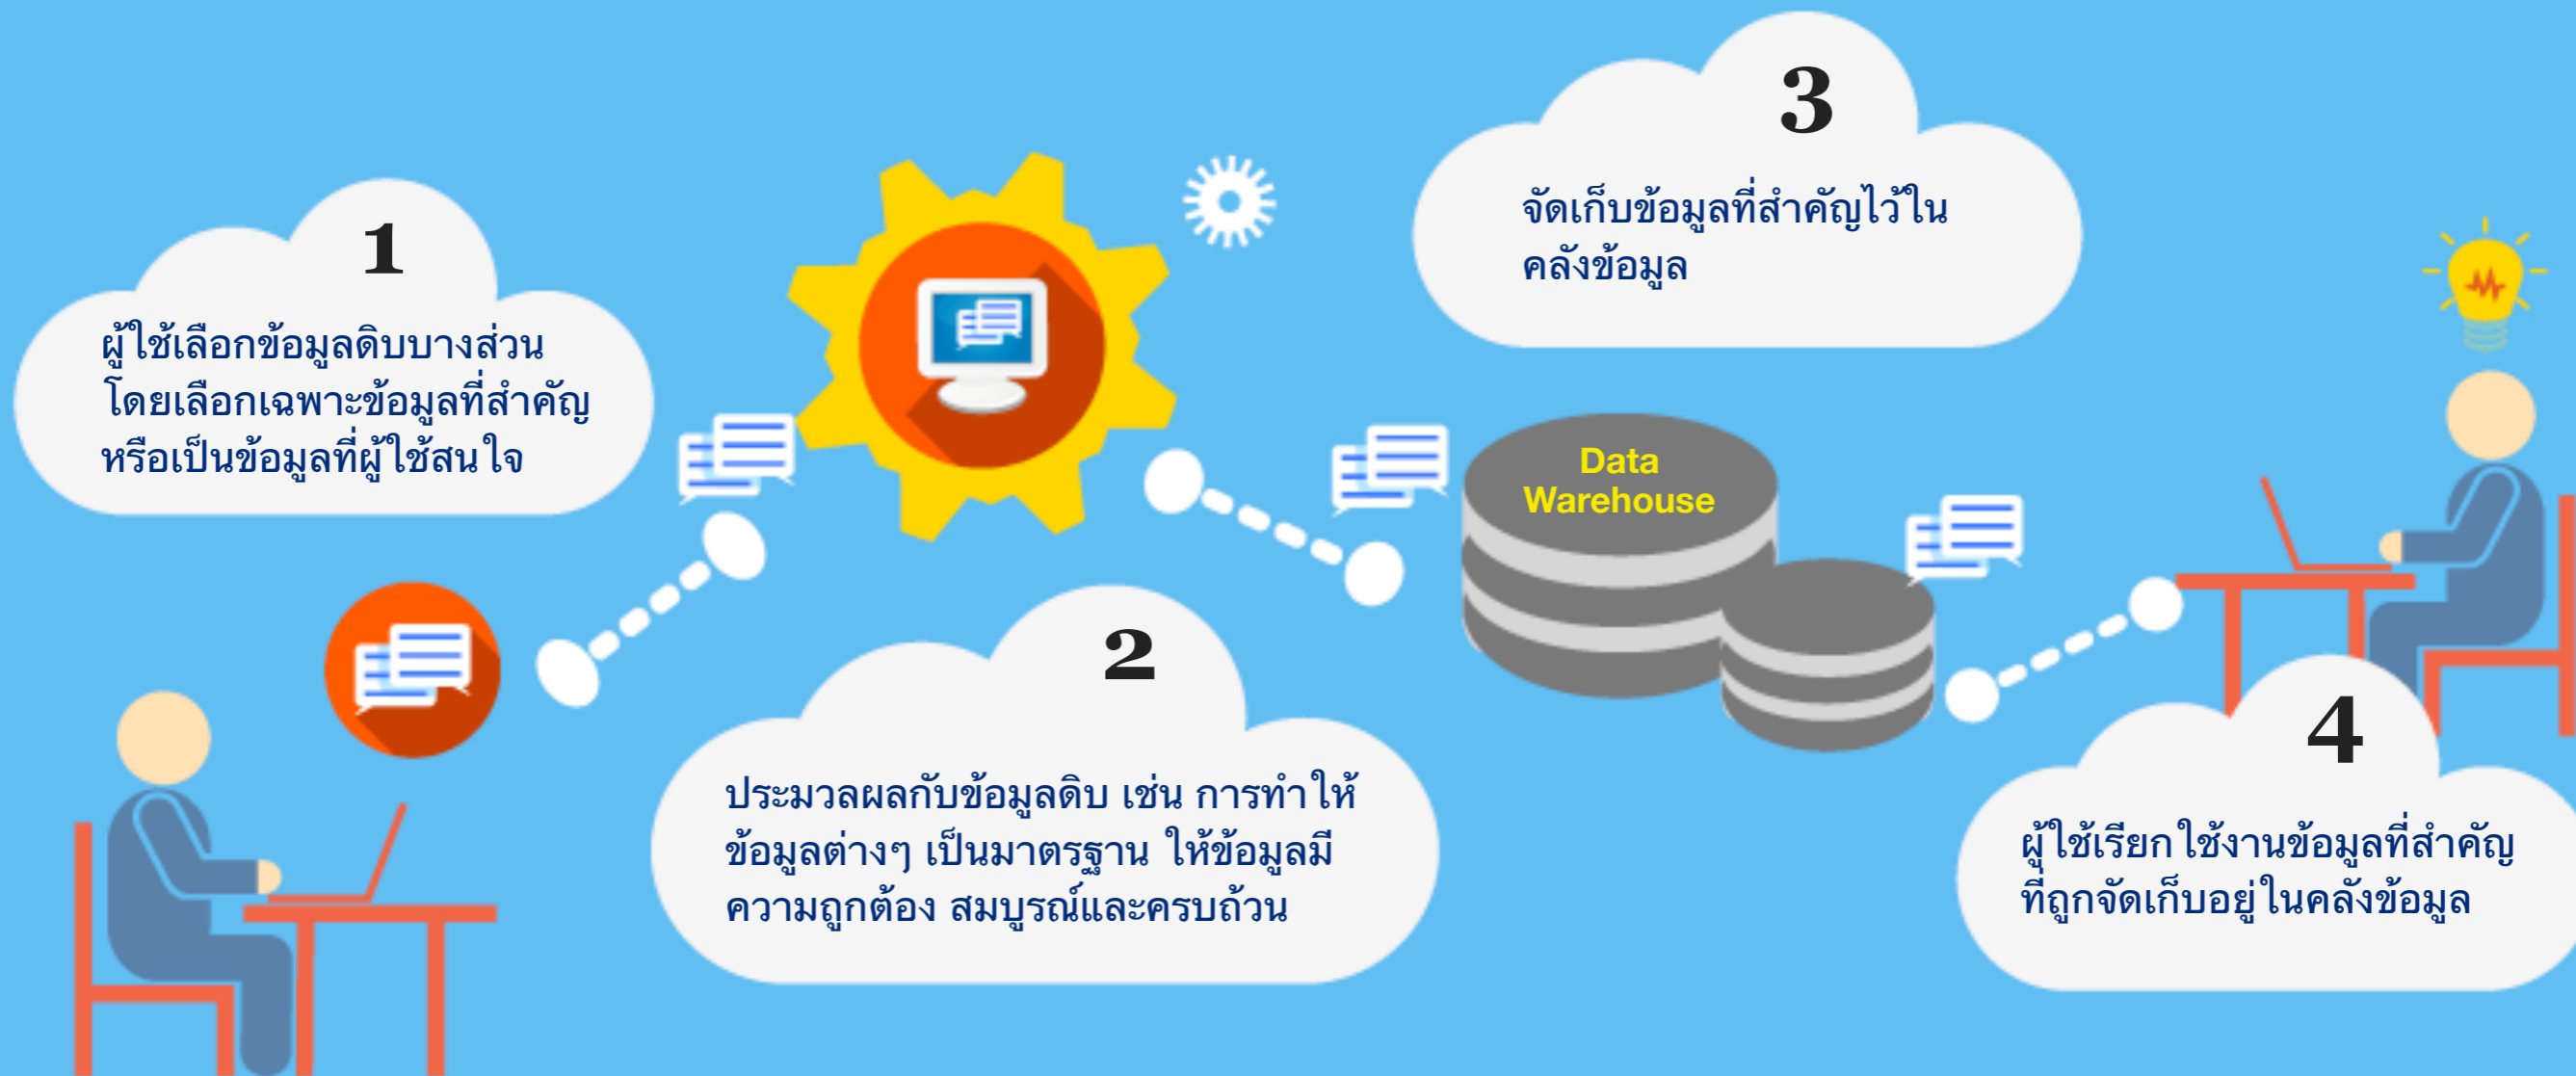 1
ผู้ใช้เลือกข้อมูลดิบบางส่วน
โดยเลือกเฉพาะข้อมูลที่สำคัญ
หรือเป็นข้อมูลที่ผู้ใช้สนใจ
2
ประมวลผลกับข้อมูลดิบ เช่น การทำให้
ข้อมูลต่างๆ เป็นมาตรฐาน ให้ข้อมูลมี
ความถูกต้อง สมบูรณ์และครบถ้วน
3
จัดเก็บข้อมูลที่สำคัญไว้ใน
คลังข้อมูล
Data
Warehouse
4
ผู้ใช้เรียกใช้งานข้อมูลที่สำคัญ
ที่ถูกจัดเก็บอยู่ในคลังข้อมูล